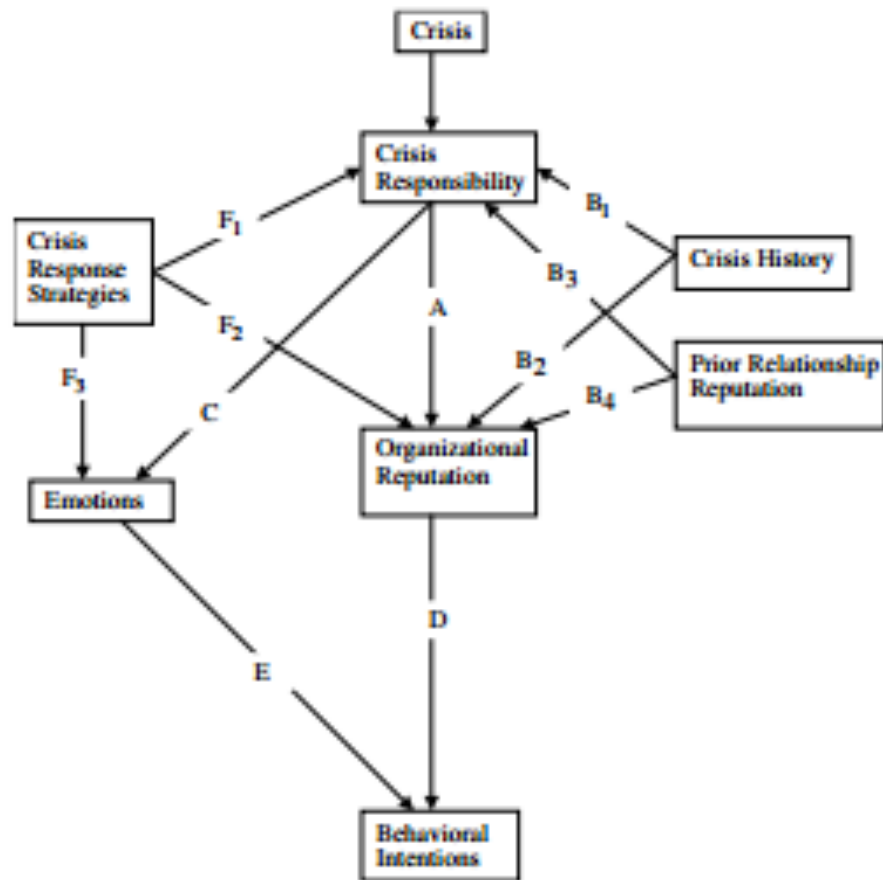 Crisis
Crisis
Responsibility
F1
B1
Crisis
Response
Strategies
Crisis History
B3
A
F2
F3
B2
Prior Relationship
Reputation
B4
C
Organizational
Reputation
Emotions
D
E
Behavioral
Intentions